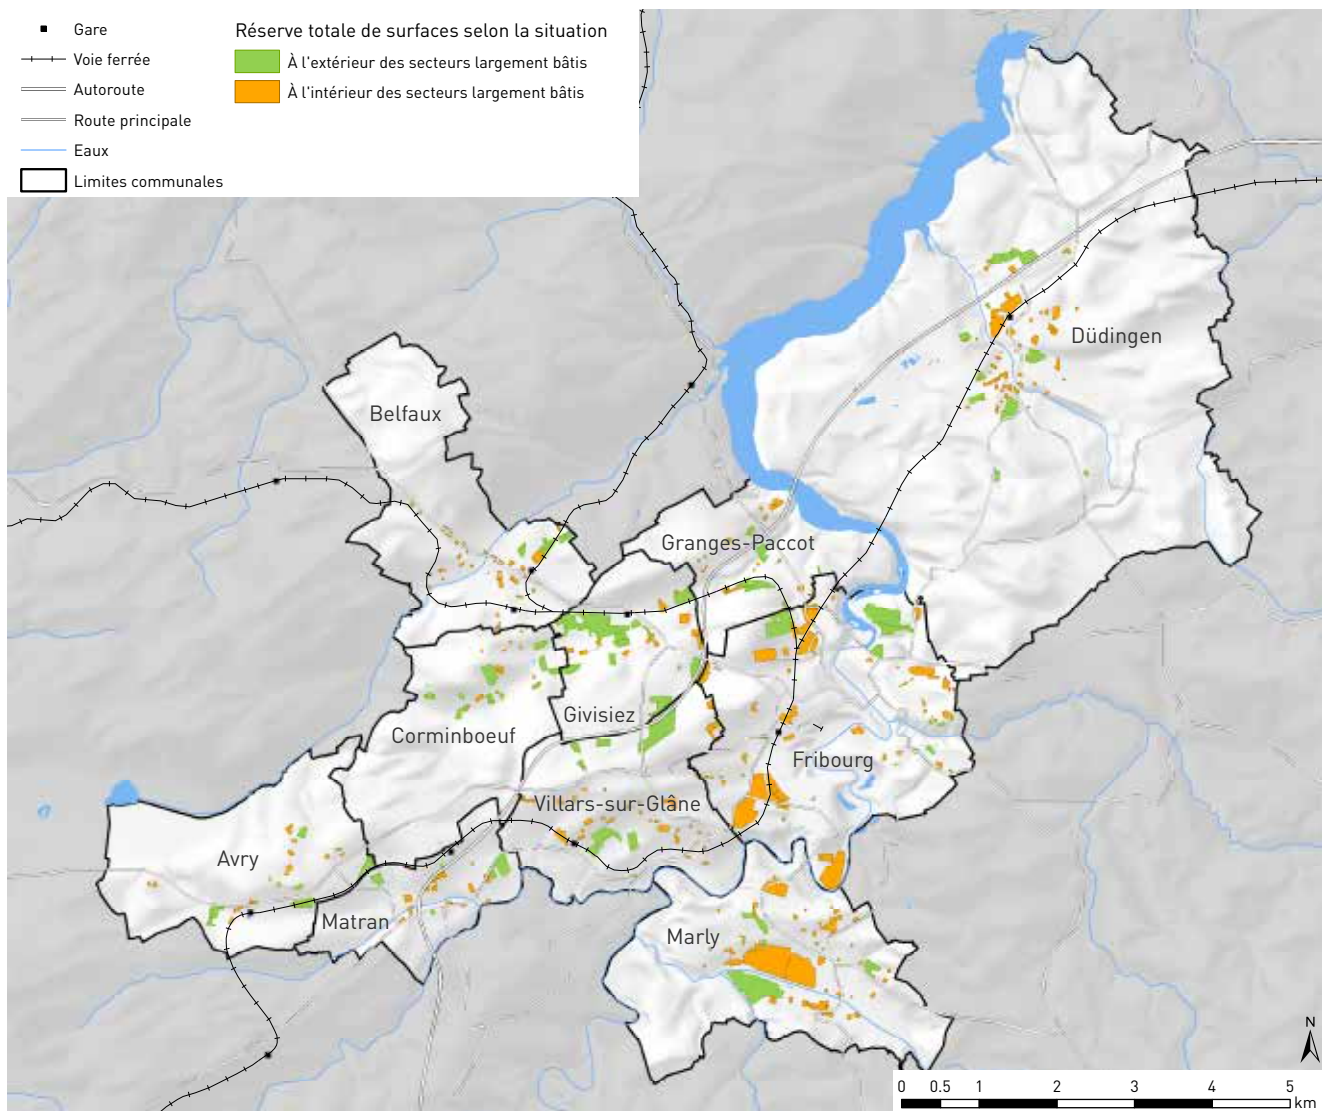 Gare
Voie ferrée
Autoroute
Route principale
Eaux
Limites communales
Réserve totale de surfaces selon la situation
À l'extérieur des secteurs largement bâtis
À l'intérieur des secteurs largement bâtis
Düdingen
Belfaux
Granges-Paccot
Givisiez
Corminboeuf
Fribourg
Villars-sur-Glâne
Avry
Matran
Marly
N
0 0.5 1 2 3 4 5
km